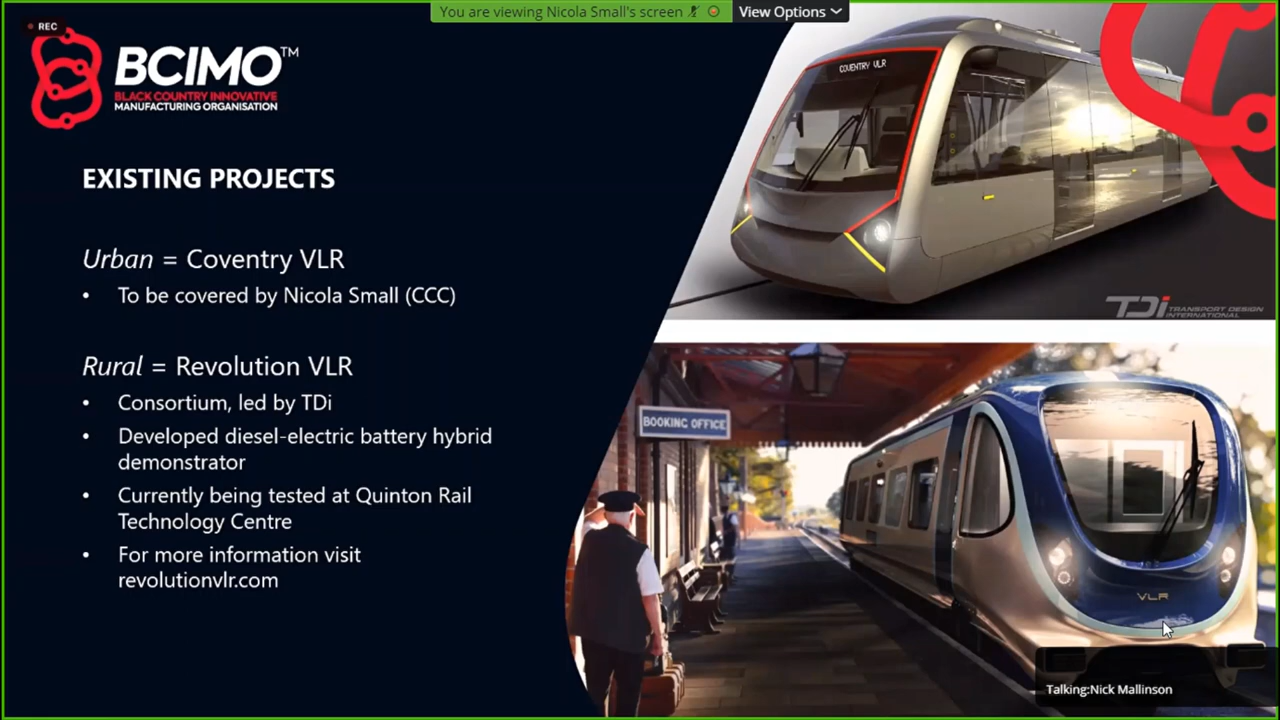 You are viewing Nicola Small's screen
View Options
REC
BCIMO™
BLACK COUNTRY INNOVATIVE
MANUFACTURING ORGANISATION
EXISTING PROJECTS
Urban = Coventry VLR
• To be covered by Nicola Small (CCC)
Rural = Revolution VLR
• Consortium, led by TDi
• Developed diesel-electric battery hybrid
demonstrator
• Currently being tested at Quinton Rail
Technology Centre
• For more information visit
revolutionvlr.com
COVENTRY VLR
TDi TRANSPORT DESIGN
INTERNATIONAL
BOOKING OFFICE
VLR
Talking:Nick Mallinson